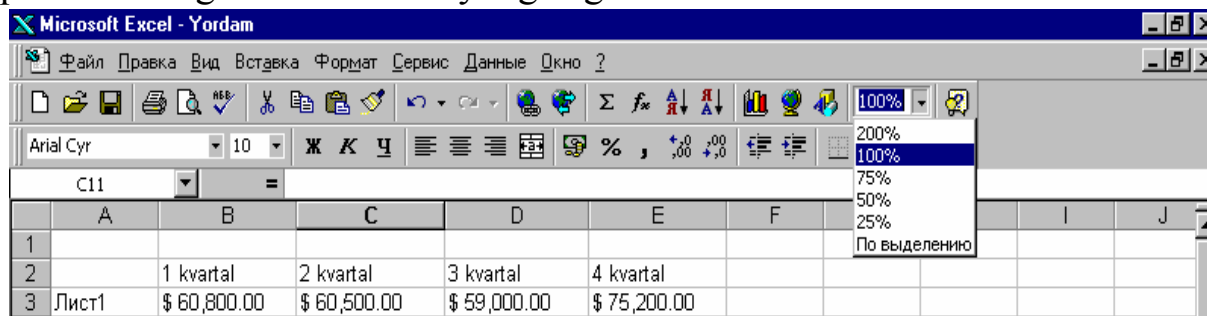 Microsoft Excel - Yordam
Файл Правка Вид Вставка Формат Сервис Данные Окно ?
100%
Arial Cyr 10 Ж К Ч % ,
200%
100%
75%
50%
25%
По выделению
C11 =
A B C D E F I J
1
2 1 kvartal 2 kvartal 3 kvartal 4 kvartal
3 Лист1 $ 60,800.00 $ 60,500.00 $ 59,000.00 $ 75,200.00